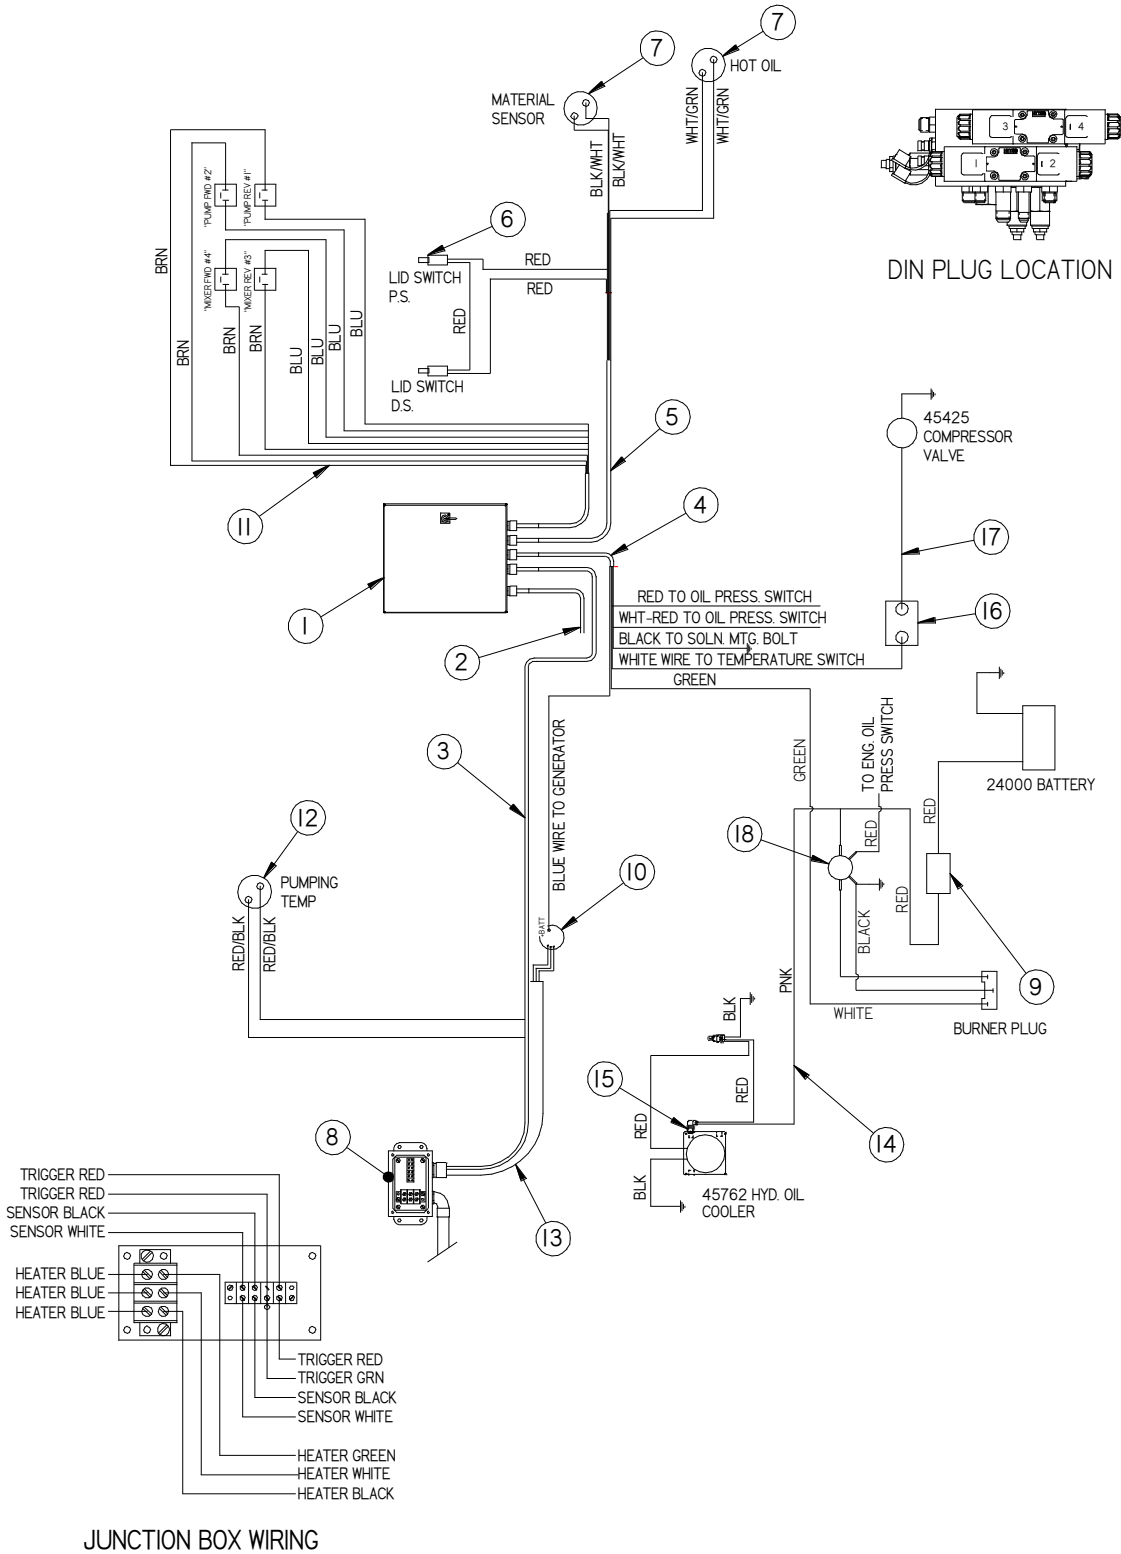 7
7
HOT OIL
MATERIAL
SENSOR
WHT/GRN
WHT/GRN
BLK/WHT
BLK/WHT
3
4
1
2
DIN PLUG LOCATION
"PUMP FWD #2"
"PUMP REV #1"
"MIXER FWD #4"
"MIXER REV #3"
BRN
BRN
BRN
BRN
BLU
BLU
BLU
BLU
6
LID SWITCH
P.S.
RED
RED
RED
LID SWITCH
D.S.
5
45425
COMPRESSOR
VALVE
11
4
17
1
2
RED TO OIL PRESS. SWITCH
WHT-RED TO OIL PRESS. SWITCH
BLACK TO SOLN. MTG. BOLT
WHITE WIRE TO TEMPERATURE SWITCH
GREEN
16
3
BLUE WIRE TO GENERATOR
GREEN
TO ENG. OIL
PRESS SWITCH
24000 BATTERY
12
PUMPING
TEMP
RED/BLK
RED/BLK
10
+BATT
18
RED
RED
RED
BLACK
9
PNK
WHITE
BURNER PLUG
BLK
15
RED
RED
BLK
14
45762 HYD. OIL
COOLER
8
13
TRIGGER RED
TRIGGER RED
SENSOR BLACK
SENSOR WHITE
HEATER BLUE
HEATER BLUE
HEATER BLUE
TRIGGER RED
TRIGGER GRN
SENSOR BLACK
SENSOR WHITE
HEATER GREEN
HEATER WHITE
HEATER BLACK
JUNCTION BOX WIRING